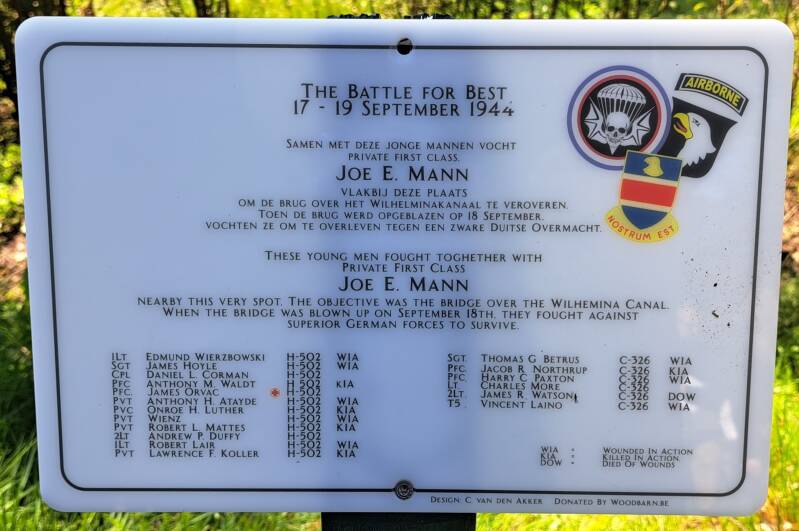 The Battle for Best
17 - 19 September 1944
AIRBORNE
NOSTRUM EST
Samen met deze jonge mannen vocht
private first class.
Joe E. Mann
vlakbij deze plaats
om de brug over het Wilhelminakanaal te veroveren.
Toen de brug werd opgeblazen op 18 September.
vochten ze om te overleven tegen een zware Duitse Overmacht.
These young men fought toghether with
Private First Class
Joe E. Mann
nearby this very spot. The objective was the bridge over the Wilhemina Canal.
When the bridge was blown up on September 18th, they fought against
superior German forces to survive.
1Lt Edmund Wierzbowski H-502 WIA
Sgt James Hoyle H-502 WIA
Cpl Daniel L. Corman H-502
Pfc Anthony M. Waldt H-502 KIA
Pfc. James Orvac H-502
Pvt Anthony H. Atayde H-502 WIA
Pvc Onroe H. Luther H-502 KIA
Pvt Wienz H-502 WIA
Pvt Robert L. Mattes H-502 KIA
2Lt Andrew P. Duffy H-502
1Lt Robert Lair H-502 WIA
Pvt Lawrence F. Koller H-502 KIA
Sgt. Thomas G. Betrus C-326 WIA
Pfc. Jacob R. Northrup C-326 KIA
Pfc. Harry C. Paxton C-326 WIA
Lt. Charles More C-326
2Lt. James R. Watson C-326 DOW
T5 Vincent Laino C-326 WIA
WIA = Wounded In Action
KIA = Killed In Action.
DOW = Died Of Wounds
Design: C. van den Akker Donated By Woodbarn.be